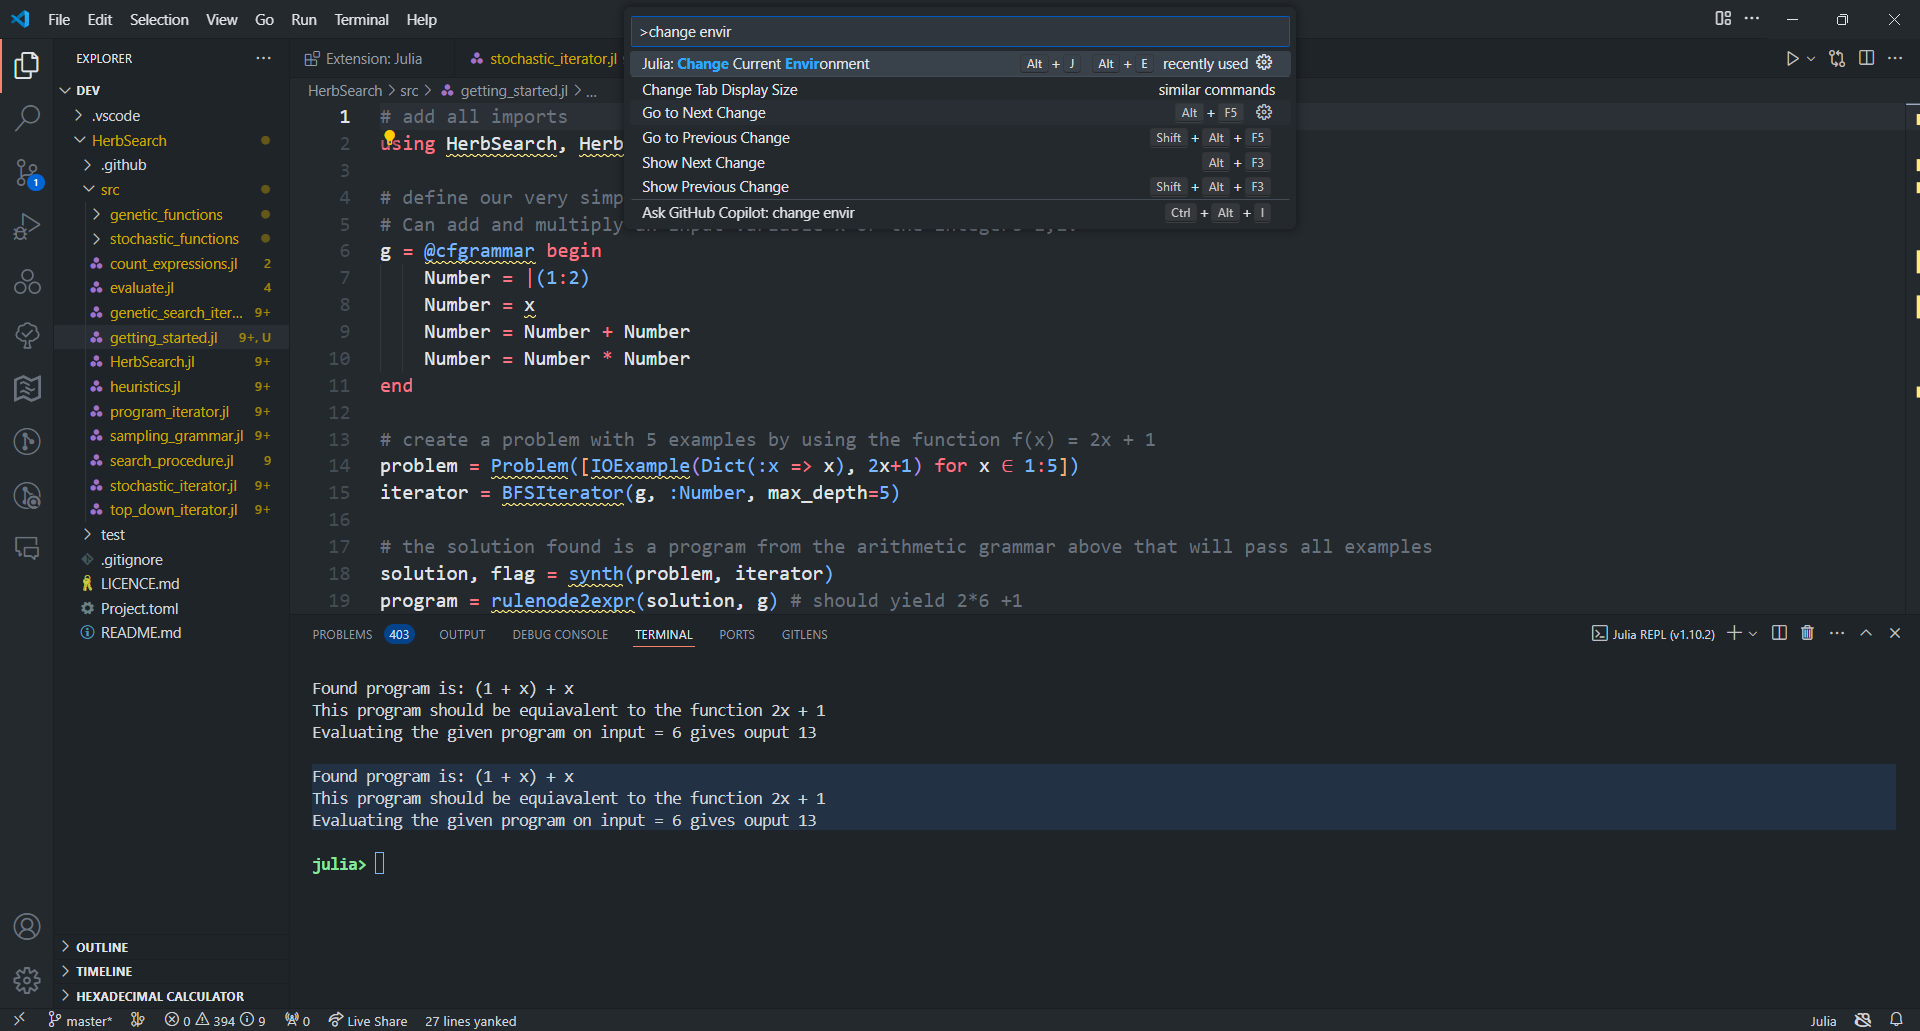 File Edit Selection View Go Run Terminal Help
>change envir
Julia: Change Current Environment Alt + J Alt + E recently used
Change Tab Display Size similar commands
Go to Next Change Alt + F5
Go to Previous Change Shift + Alt + F5
Show Next Change Alt + F3
Show Previous Change Shift + Alt + F3
Ask GitHub Copilot: change envir Ctrl + Alt + I
EXPLORER
DEV
.vscode
HerbSearch
.github
src
genetic_functions
stochastic_functions
count_expressions.jl 2
evaluate.jl 4
genetic_search_iter... 9+
getting_started.jl 9+, U
HerbSearch.jl 9+
heuristics.jl 9+
program_iterator.jl 9+
sampling_grammar.jl 9+
search_procedure.jl 9
stochastic_iterator.jl 9+
top_down_iterator.jl 9+
test
.gitignore
LICENCE.md
Project.toml
README.md
OUTLINE
TIMELINE
HEXADECIMAL CALCULATOR
1
Extension: Julia stochastic_iterator.jl
HerbSearch > src > getting_started.jl > ...
1 # add all imports
2 using HerbSearch, Herb
3
4 # define our very simp
5 # Can add and multiply
6 g = @cfgrammar begin
7 Number = |(1:2)
8 Number = x
9 Number = Number + Number
10 Number = Number * Number
11 end
12
13 # create a problem with 5 examples by using the function f(x) = 2x + 1
14 problem = Problem([IOExample(Dict(:x => x), 2x+1) for x ∈ 1:5])
15 iterator = BFSIterator(g, :Number, max_depth=5)
16
17 # the solution found is a program from the arithmetic grammar above that will pass all examples
18 solution, flag = synth(problem, iterator)
19 program = rulenode2expr(solution, g) # should yield 2*6 +1
PROBLEMS 403 OUTPUT DEBUG CONSOLE TERMINAL PORTS GITLENS
Julia REPL (v1.10.2)
Found program is: (1 + x) + x
This program should be equiavalent to the function 2x + 1
Evaluating the given program on input = 6 gives ouput 13
Found program is: (1 + x) + x
This program should be equiavalent to the function 2x + 1
Evaluating the given program on input = 6 gives ouput 13
julia>
master* 0 394 9 0 Live Share 27 lines yanked
Julia